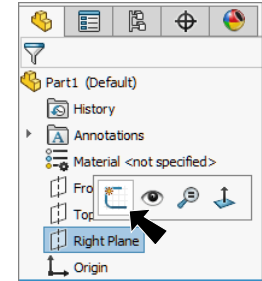 Part1 (Default)
History
Annotations
Material <not specified>
Fro
Top
Right Plane
Origin